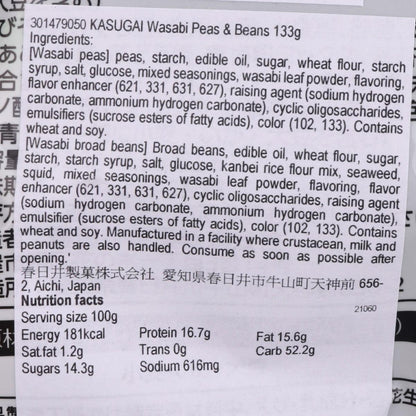 301479050 KASUGAI Wasabi Peas & Beans 133g
Ingredients:
[Wasabi peas] peas, starch, edible oil, sugar, wheat flour, starch
syrup, salt, glucose, mixed seasonings, wasabi leaf powder, flavoring,
flavor enhancer (621, 331, 631, 627), raising agent (sodium hydrogen
carbonate, ammonium hydrogen carbonate), cyclic oligosaccharides,
emulsifiers (sucrose esters of fatty acids), color (102, 133). Contains
wheat and soy.
[Wasabi broad beans] Broad beans, edible oil, wheat flour, sugar,
starch, starch syrup, salt, glucose, kanbei rice flour mix, seaweed,
squid, mixed seasonings, wasabi leaf powder, flavoring, flavor
enhancer (621, 331, 631, 627), cyclic oligosaccharides, raising agent
(sodium hydrogen carbonate, ammonium hydrogen carbonate),
emulsifier (sucrose esters of fatty acids), color (102, 133). Contains
wheat and soy. Manufactured in a facility where crustacean, milk and
peanuts are also handled. Consume as soon as possible after
opening.'
春日井製菓株式会社 愛知県春日井市牛山町天神前 656-
2, Aichi, Japan
Nutrition facts
21060
Serving size 100g
Energy 181kcal Protein 16.7g Fat 15.6g
Sat.fat 1.2g Trans 0g Carb 52.2g
Sugars 14.3g Sodium 616mg